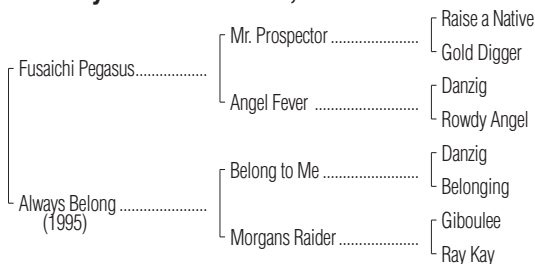 Raise a Native
Mr. Prospector .....................
Gold Digger
Fusaichi Pegasus.................
Danzig
Angel Fever .........................
Rowdy Angel
Danzig
Belong to Me .......................
Belonging
Always Belong .....................
(1995)
Giboulee
Morgans Raider ...................
Ray Kay